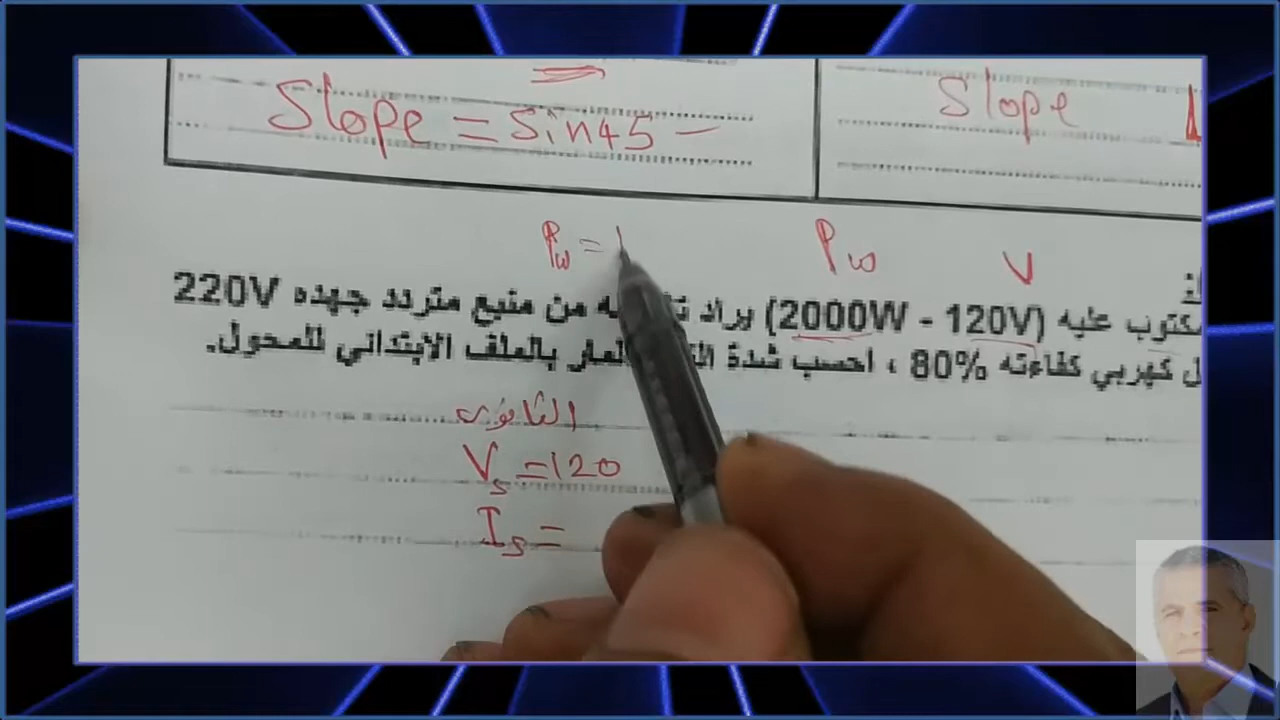 Slope = Sin45 –
Slope
Pw = I
Pw
V
مكتوب عليه (2000W - 120V) يراد من منبع متردد جهده 220V
كهربي كفاءته 80% ، احسب شدة المار بالملف الابتدائي للمحول.
الثانوى
Vs = 120
Is =